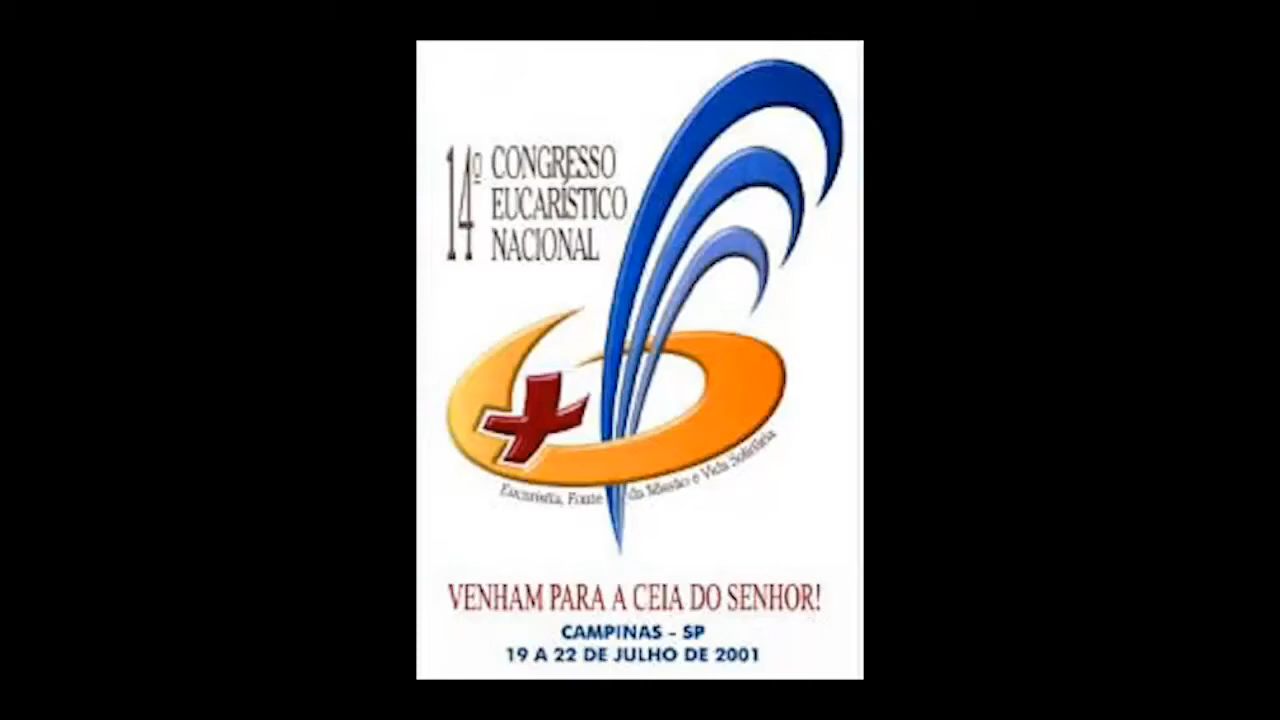 14º CONGRESSO
EUCARÍSTICO
NACIONAL
Eucaristia, Fonte da Missão e Vida Solidária
VENHAM PARA A CEIA DO SENHOR!
CAMPINAS - SP
19 A 22 DE JULHO DE 2001